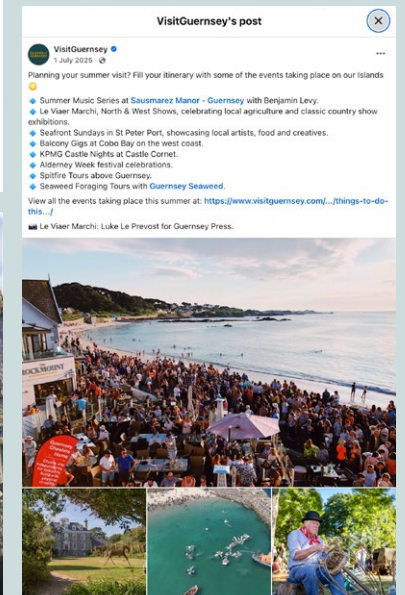 VisitGuernsey's post
VisitGuernsey
1 July 2025 ·
Planning your summer visit? Fill your itinerary with some of the events taking place on our Islands
Summer Music Series at Sausmarez Manor - Guernsey with Benjamin Levy.
Le Viaer Marchi, North & West Shows, celebrating local agriculture and classic country show
exhibitions.
Seafront Sundays in St Peter Port, showcasing local artists, food and creatives.
Balcony Gigs at Cobo Bay on the west coast.
KPMG Castle Nights at Castle Cornet.
Alderney Week festival celebrations.
Spitfire Tours above Guernsey.
Seaweed Foraging Tours with Guernsey Seaweed.
View all the events taking place this summer at: https://www.visitguernsey.com/.../things-to-do-
this.../
Le Viaer Marchi: Luke Le Prevost for Guernsey Press.
ROCKMOUNT
Guernsey
Cheshire
Home